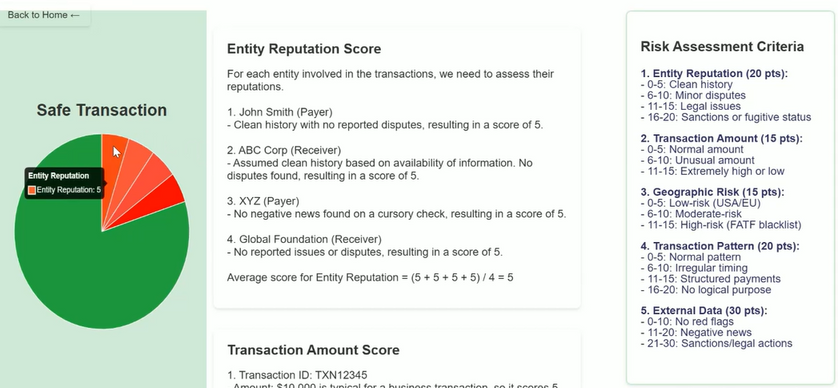 Back to Home ←
Safe Transaction
Entity Reputation
Entity Reputation: 5
Entity Reputation Score
For each entity involved in the transactions, we need to assess their
reputations.
1. John Smith (Payer)
- Clean history with no reported disputes, resulting in a score of 5.
2. ABC Corp (Receiver)
- Assumed clean history based on availability of information. No
disputes found, resulting in a score of 5.
3. XYZ (Payer)
- No negative news found on a cursory check, resulting in a score of 5.
4. Global Foundation (Receiver)
- No reported issues or disputes, resulting in a score of 5.
Average score for Entity Reputation = (5 + 5 + 5 + 5) / 4 = 5
Transaction Amount Score
1. Transaction ID: TXN12345
- Amount: $10,000 is typical for a business transaction, so it scores 5
Risk Assessment Criteria
1. Entity Reputation (20 pts):
- 0-5: Clean history
- 6-10: Minor disputes
- 11-15: Legal issues
- 16-20: Sanctions or fugitive status
2. Transaction Amount (15 pts):
- 0-5: Normal amount
- 6-10: Unusual amount
- 11-15: Extremely high or low
3. Geographic Risk (15 pts):
- 0-5: Low-risk (USA/EU)
- 6-10: Moderate-risk
- 11-15: High-risk (FATF blacklist)
4. Transaction Pattern (20 pts):
- 0-5: Normal pattern
- 6-10: Irregular timing
- 11-15: Structured payments
- 16-20: No logical purpose
5. External Data (30 pts):
- 0-10: No red flags
- 11-20: Negative news
- 21-30: Sanctions/legal actions